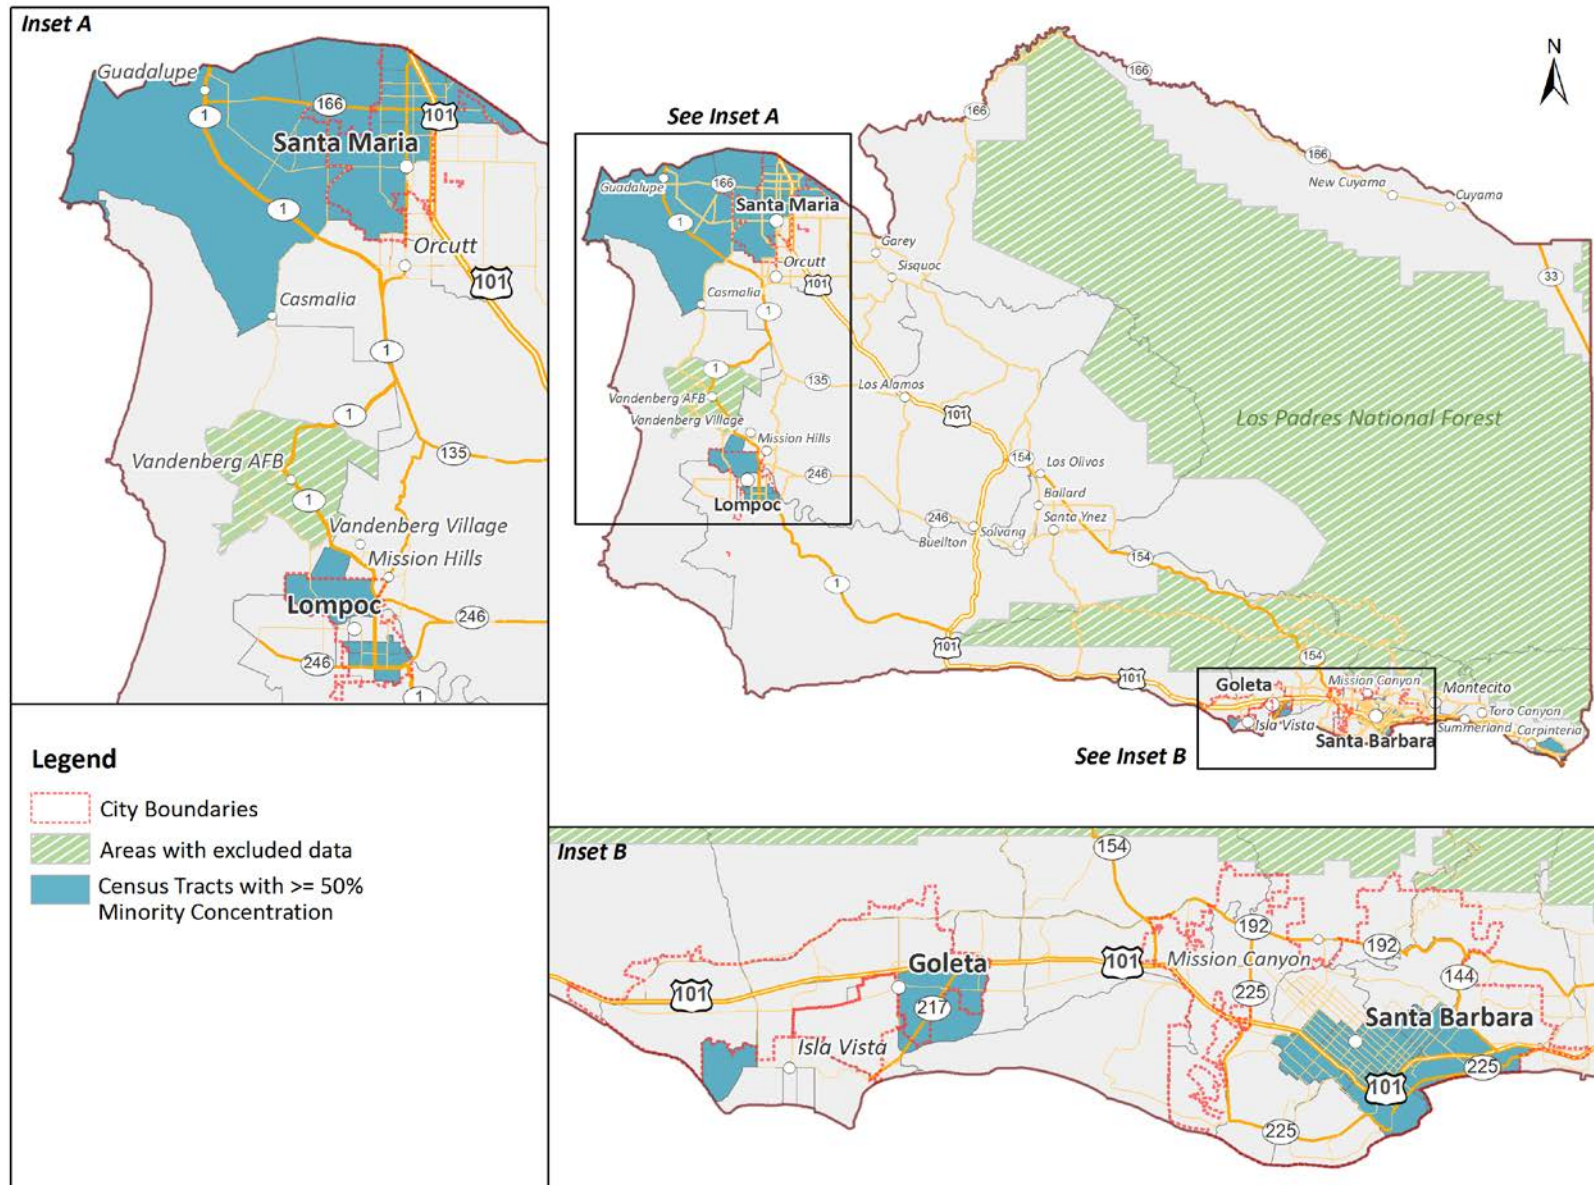 Inset A
Guadalupe
1
166
101
Santa Maria
1
Orcutt
101
Casmalia
1
1
135
Vandenberg AFB
1
Vandenberg Village
Mission Hills
Lompoc
246
246
1
Legend
City Boundaries
Areas with excluded data
Census Tracts with >= 50%
Minority Concentration
See Inset A
N
166
166
166
New Cuyama
Cuyama
33
Guadalupe
166
Santa Maria
1
Garey
Sisquoc
Orcutt
101
Casmalia
1
1
135
Los Alamos
Vandenberg AFB
101
Vandenberg Village
Mission Hills
Los Padres National Forest
154
Los Olivos
246
Ballard
Lompoc
246
Santa Ynez
Buellton
Solvang
154
1
101
154
101
Goleta
Mission Canyon
Montecito
1
Toro Canyon
Isla Vista
Summerland
Santa Barbara
Carpinteria
See Inset B
Inset B
154
192
192
Goleta
101
Mission Canyon
144
101
225
217
Santa Barbara
Isla Vista
225
101
225